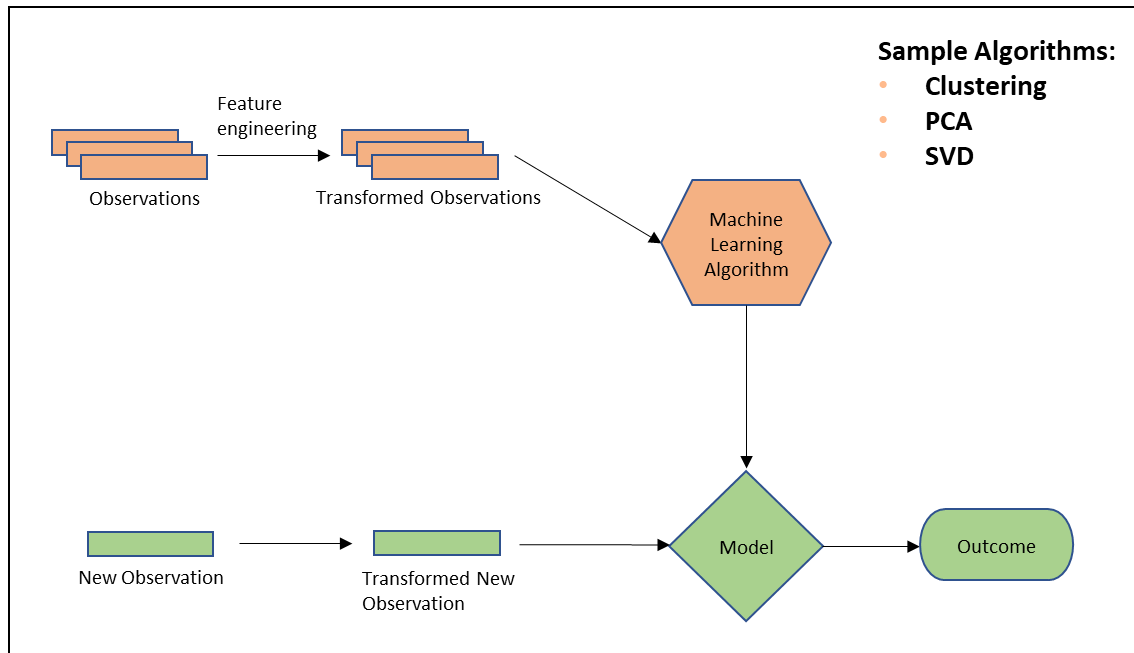 Sample Algorithms:
• Clustering
• PCA
• SVD
Feature
engineering
Observations
Transformed Observations
Machine
Learning
Algorithm
New Observation
Transformed New
Observation
Model
Outcome